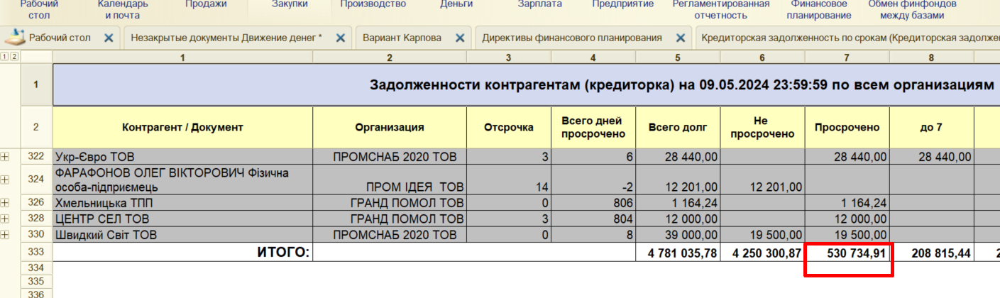 Рабочий стол
Календарь и почта
Продажи
Закупки
Производство
Деньги
Зарплата
Предприятие
Регламентированная отчетность
Финансовое планирование
Обмен финфондов между базами
Рабочий стол
Незакрытые документы Движение денег *
Вариант Карпова
Директивы финансового планирования
Кредиторская задолженность по срокам (Кредиторская
1 2
1 2 3 4 5 6 7 8
1 Задолженности контрагентам (кредиторка) на 09.05.2024 23:59:59 по всем организациям
2 Контрагент / Документ Организация Отсрочка Всего дней просрочено Всего долг Не просрочено Просрочено до 7
322 Укр-Євро ТОВ ПРОМСНАБ 2020 ТОВ 3 6 28 440,00 28 440,00 28 440,00
324 ФАРАФОНОВ ОЛЕГ ВІКТОРОВИЧ Фізична
особа-підприємець ПРОМ ІДЕЯ ТОВ 14 -2 12 201,00 12 201,00
326 Хмельницька ТПП ГРАНД ПОМОЛ ТОВ 0 806 1 164,24 1 164,24
328 ЦЕНТР СЕЛ ТОВ ГРАНД ПОМОЛ ТОВ 3 804 12 000,00 12 000,00
330 Швидкий Світ ТОВ ПРОМСНАБ 2020 ТОВ 0 8 39 000,00 19 500,00 19 500,00
333 ИТОГО: 4 781 035,78 4 250 300,87 530 734,91 208 815,44
334
335
336